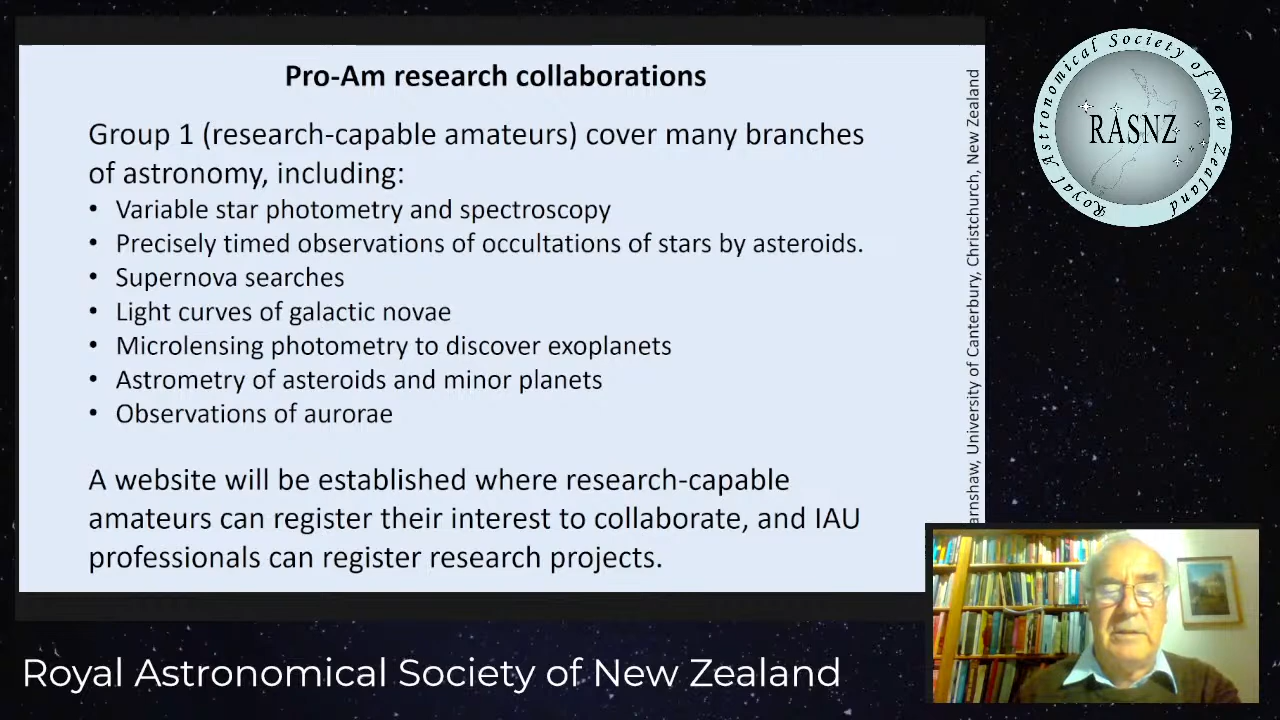 Pro-Am research collaborations
Group 1 (research-capable amateurs) cover many branches
of astronomy, including:
• Variable star photometry and spectroscopy
• Precisely timed observations of occultations of stars by asteroids.
• Supernova searches
• Light curves of galactic novae
• Microlensing photometry to discover exoplanets
• Astrometry of asteroids and minor planets
• Observations of aurorae
A website will be established where research-capable
amateurs can register their interest to collaborate, and IAU
professionals can register research projects.
arnshaw, University of Canterbury, Christchurch, New Zealand
Royal Astronomical Society of New Zealand
RASNZ
Royal Astronomical Society of New Zealand